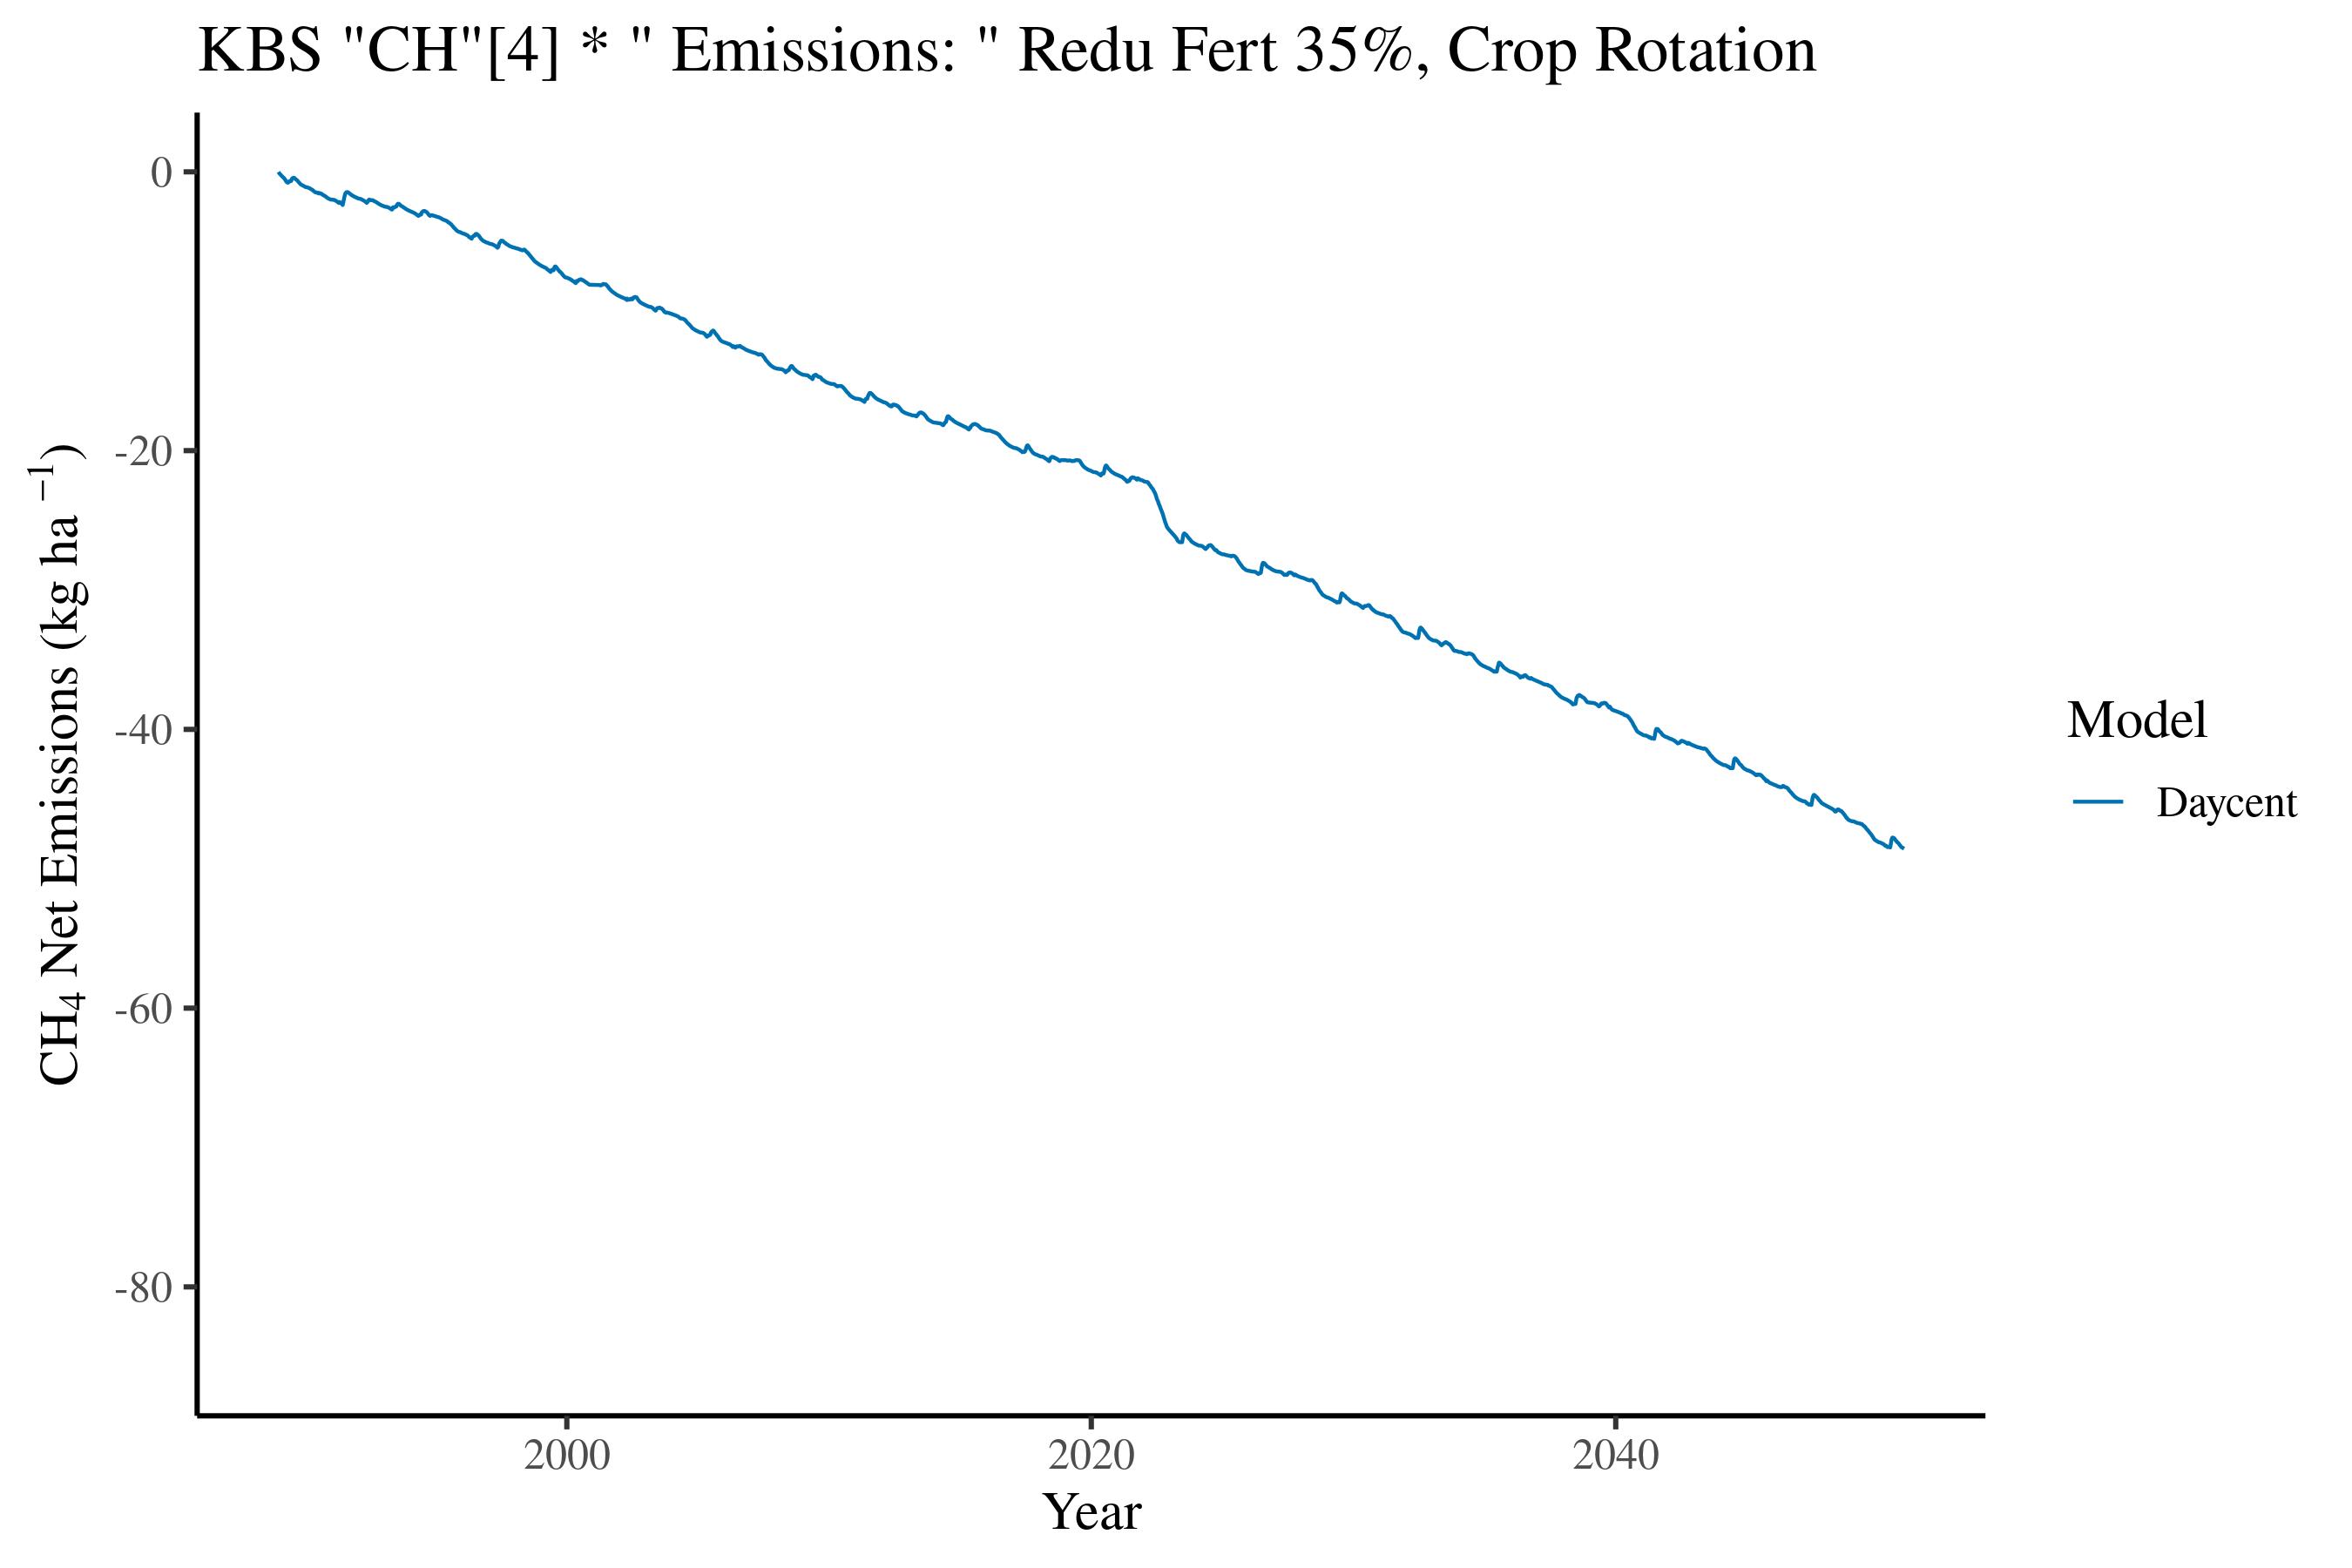 KBS "CH"[4] * " Emissions: " Redu Fert 35%, Crop Rotation
CH₄ Net Emissions (kg ha ⁻¹)
0
-20
-40
-60
-80
2000
2020
2040
Year
Model
Daycent